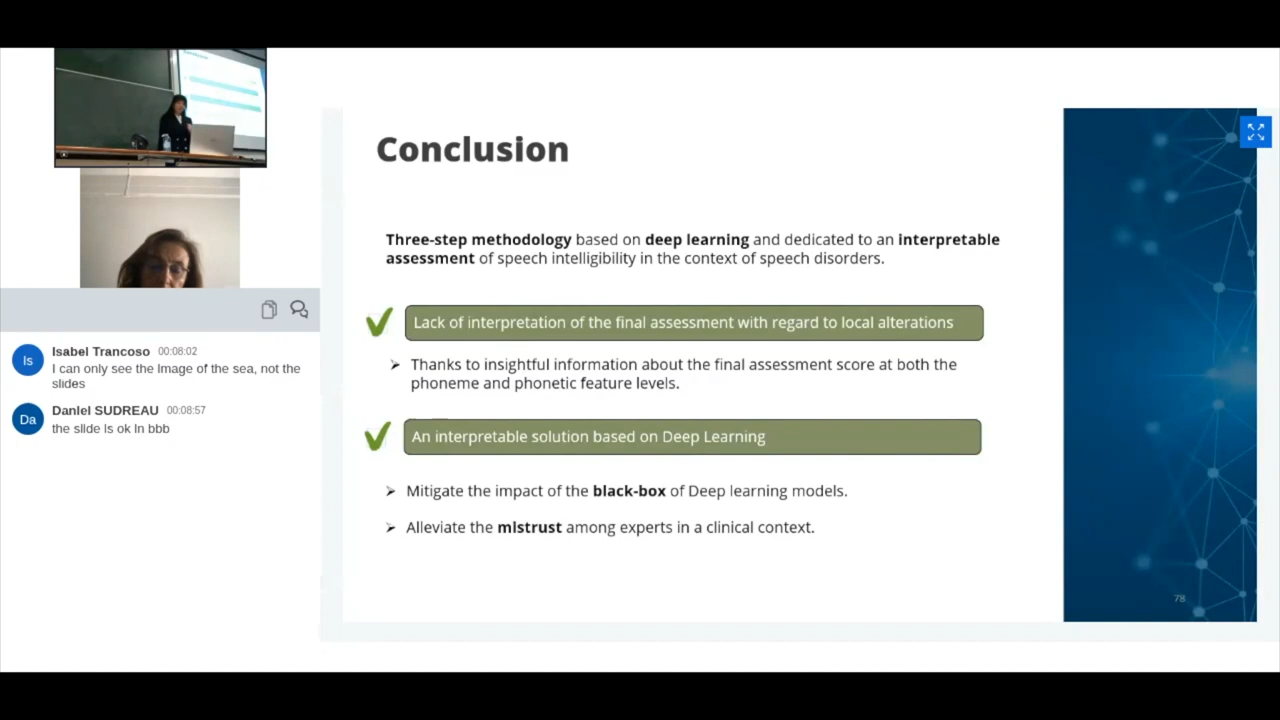 Conclusion
Three-step methodology based on deep learning and dedicated to an interpretable
assessment of speech intelligibility in the context of speech disorders.
Lack of interpretation of the final assessment with regard to local alterations
Thanks to insightful information about the final assessment score at both the
phoneme and phonetic feature levels.
An interpretable solution based on Deep Learning
Mitigate the impact of the black-box of Deep learning models.
Alleviate the mistrust among experts in a clinical context.
78
Is
Isabel Trancoso 00:08:02
I can only see the image of the sea, not the
slides
Da
Daniel SUDREAU 00:08:57
the slide is ok in bbb